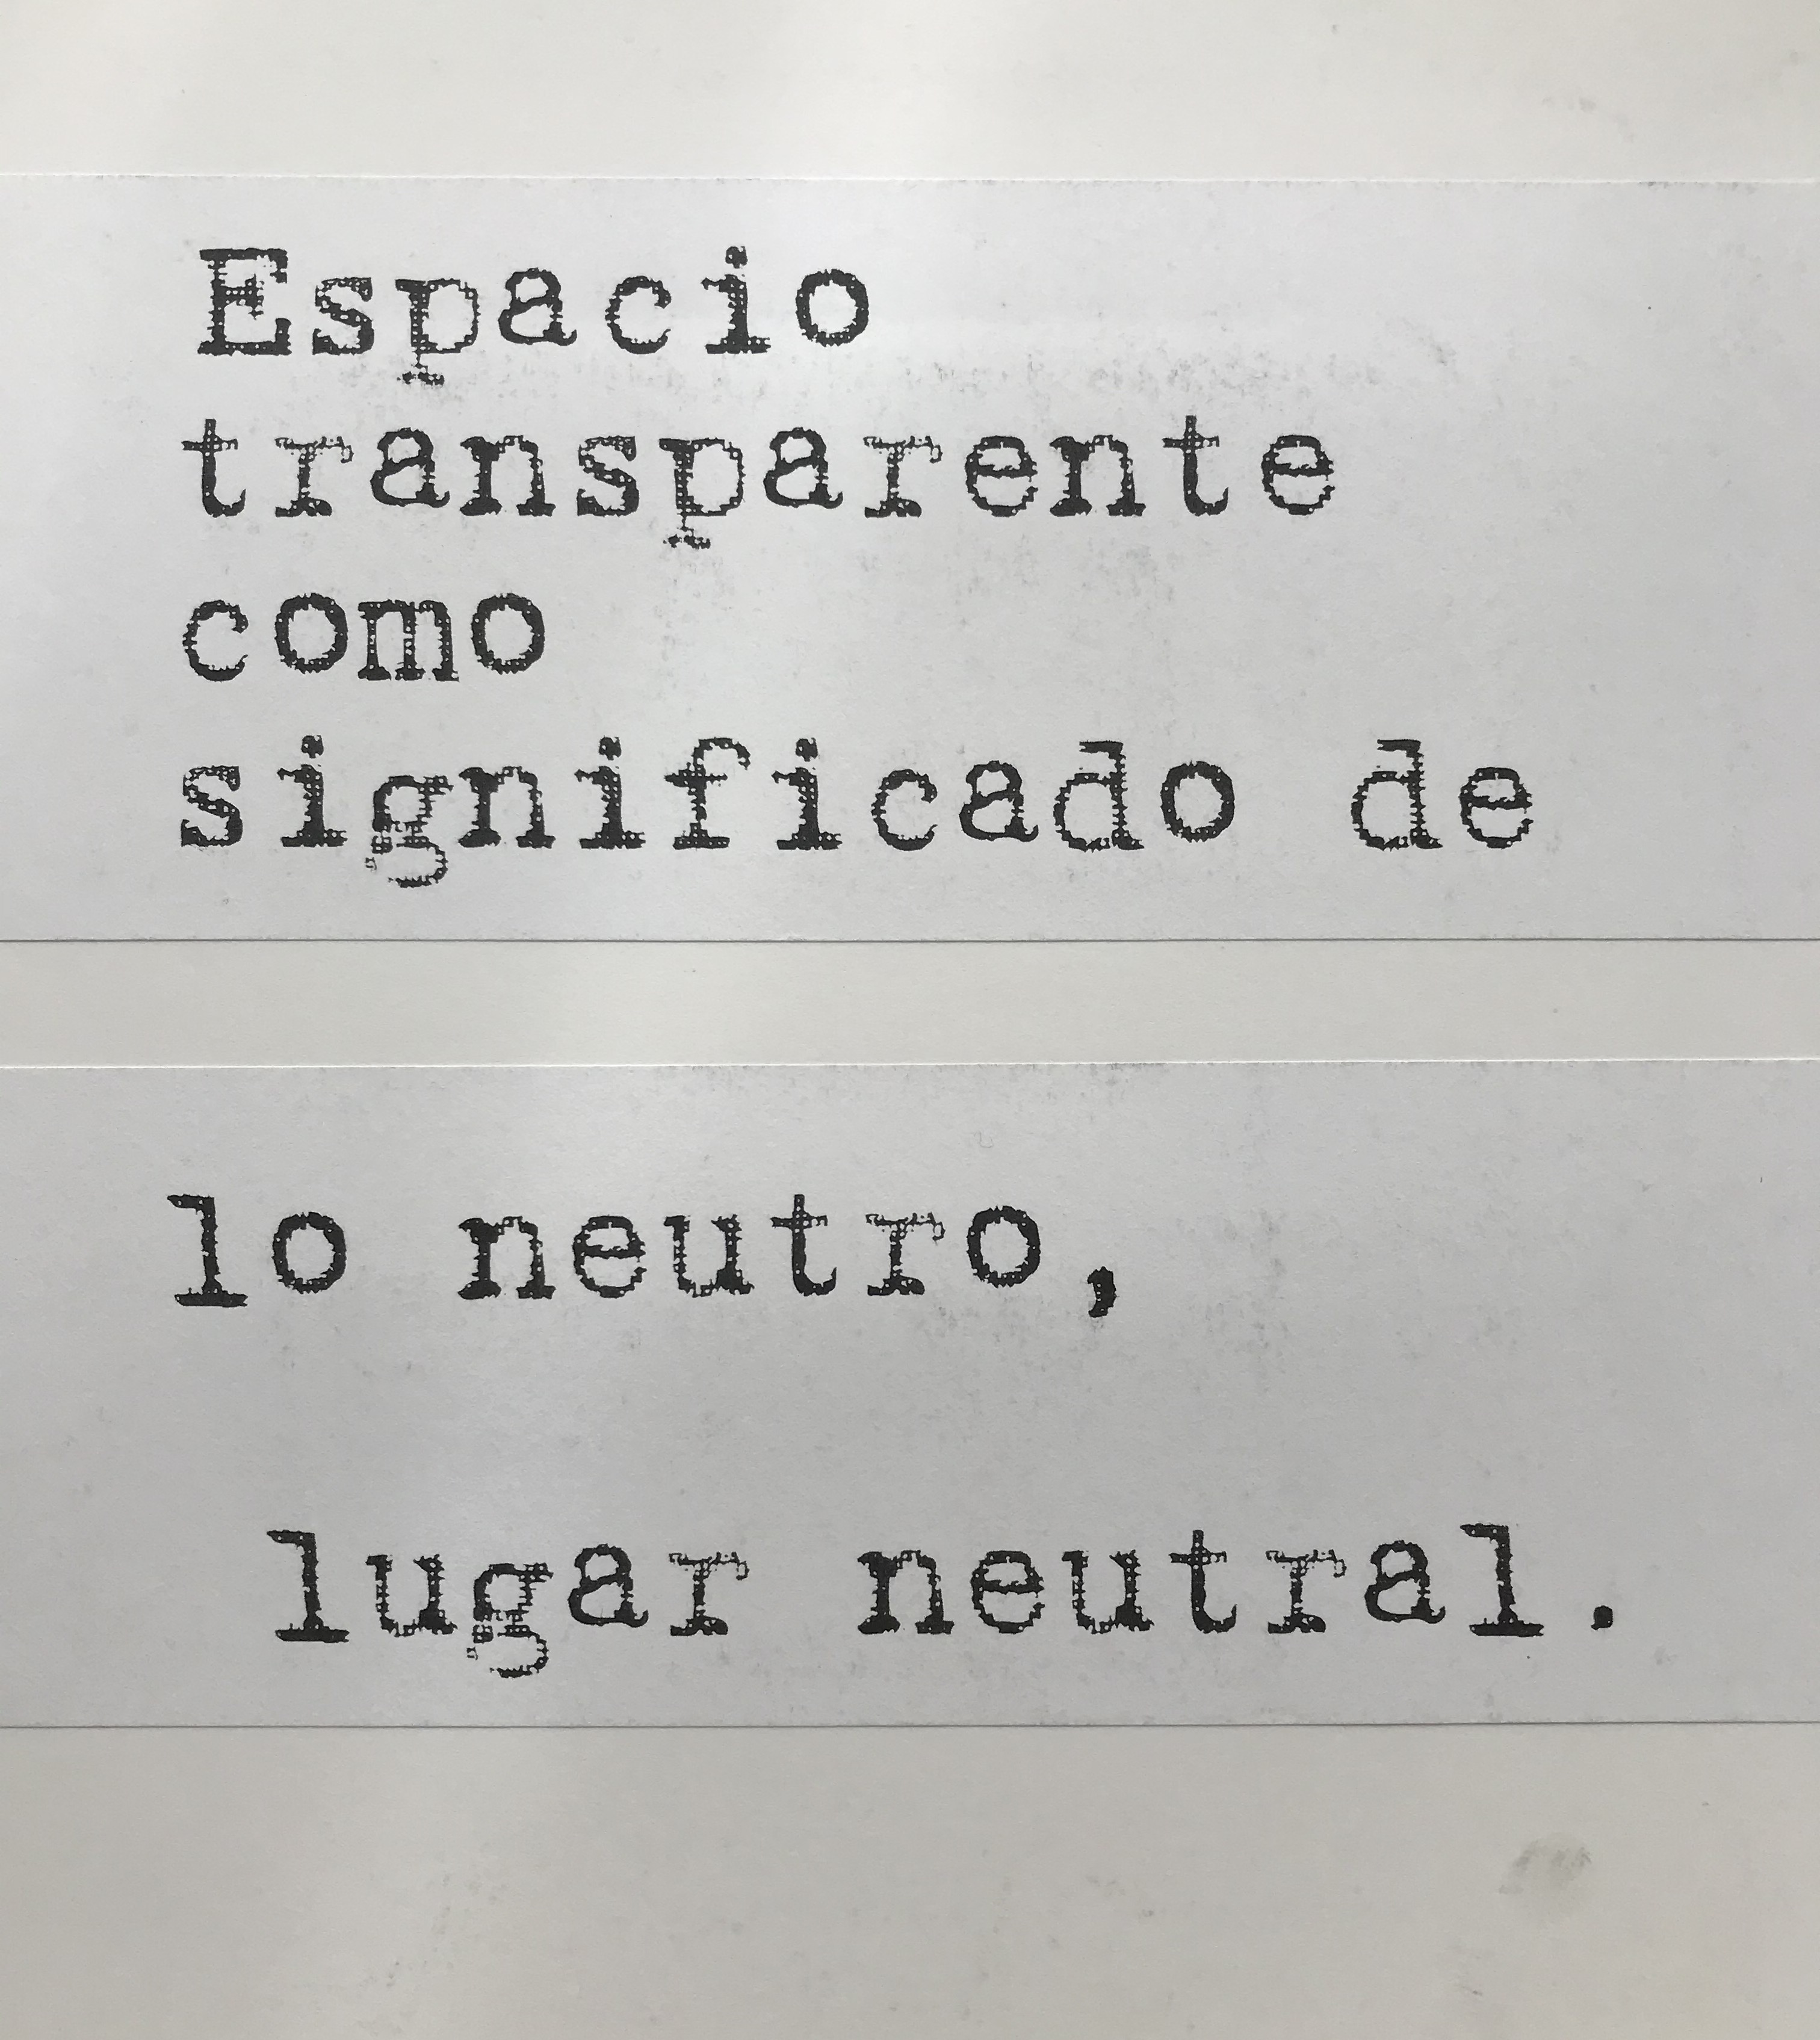 Espacio
transparente
como
significado de
lo neutro,
lugar neutral.